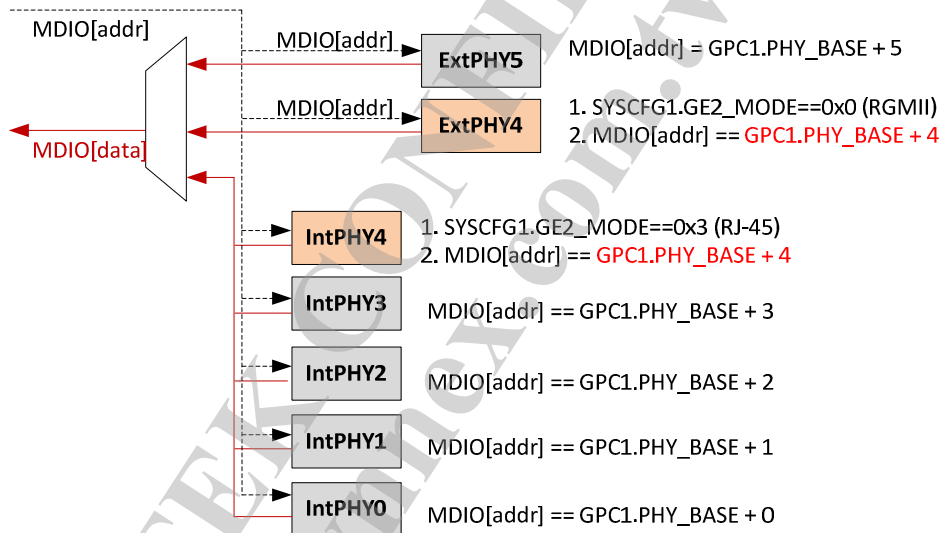 MDIO[addr]
MDIO[addr]
ExtPHY5
MDIO[addr] = GPC1.PHY_BASE + 5
MDIO[addr]
ExtPHY4
1. SYSCFG1.GE2_MODE==0x0 (RGMII)
2. MDIO[addr] == GPC1.PHY_BASE + 4
MDIO[data]
IntPHY4
1. SYSCFG1.GE2_MODE==0x3 (RJ-45)
2. MDIO[addr] == GPC1.PHY_BASE + 4
IntPHY3
MDIO[addr] == GPC1.PHY_BASE + 3
IntPHY2
MDIO[addr] == GPC1.PHY_BASE + 2
IntPHY1
MDIO[addr] == GPC1.PHY_BASE + 1
IntPHY0
MDIO[addr] == GPC1.PHY_BASE + 0